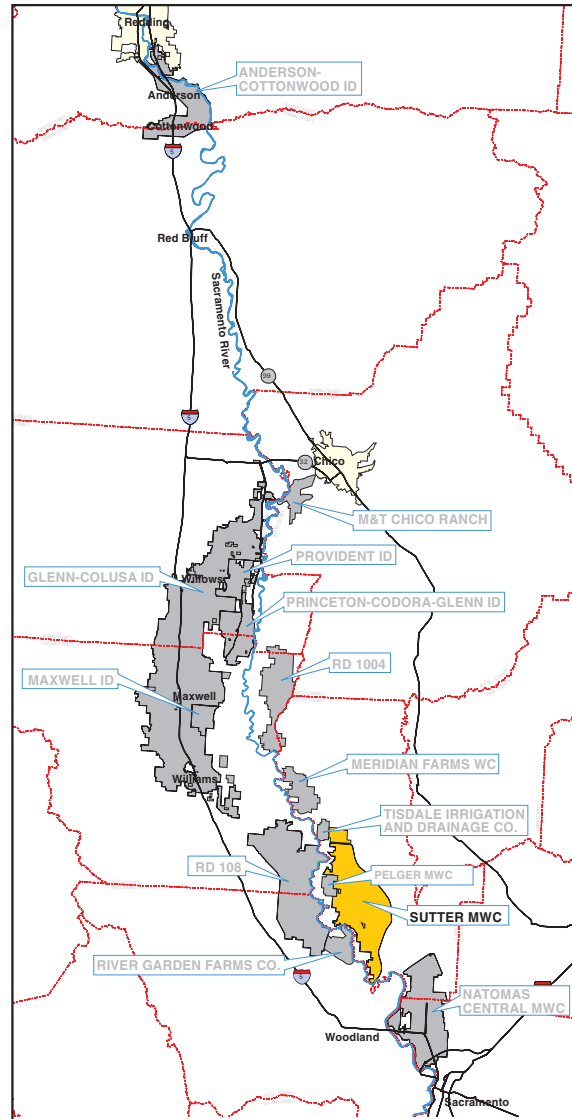 Redding
ANDERSON-
COTTONWOOD ID
Anderson
Cottonwood
5
Red Bluff
Sacramento River
99
5
32
Chico
M&T CHICO RANCH
PROVIDENT ID
GLENN-COLUSA ID
Willows
PRINCETON-CODORA-GLENN ID
RD 1004
MAXWELL ID
Maxwell
MERIDIAN FARMS WC
Williams
TISDALE IRRIGATION
AND DRAINAGE CO.
RD 108
PELGER MWC
SUTTER MWC
RIVER GARDEN FARMS CO.
5
NATOMAS
CENTRAL MWC
Woodland
Sacramento